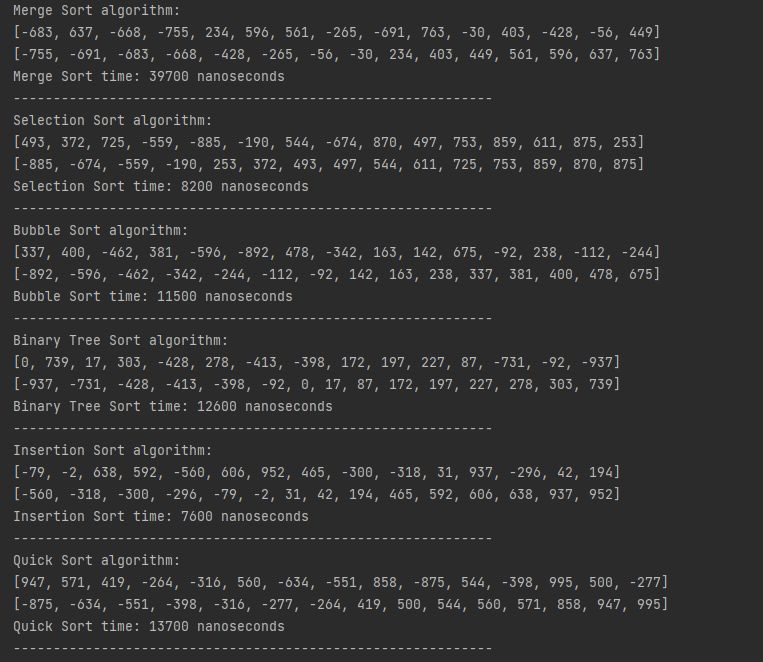 Merge Sort algorithm:
[-683, 637, -668, -755, 234, 596, 561, -265, -691, 763, -30, 403, -428, -56, 449]
[-755, -691, -683, -668, -428, -265, -56, -30, 234, 403, 449, 561, 596, 637, 763]
Merge Sort time: 39700 nanoseconds
------------------------------------------------------------
Selection Sort algorithm:
[493, 372, 725, -559, -885, -190, 544, -674, 870, 497, 753, 859, 611, 875, 253]
[-885, -674, -559, -190, 253, 372, 493, 497, 544, 611, 725, 753, 859, 870, 875]
Selection Sort time: 8200 nanoseconds
------------------------------------------------------------
Bubble Sort algorithm:
[337, 400, -462, 381, -596, -892, 478, -342, 163, 142, 675, -92, 238, -112, -244]
[-892, -596, -462, -342, -244, -112, -92, 142, 163, 238, 337, 381, 400, 478, 675]
Bubble Sort time: 11500 nanoseconds
------------------------------------------------------------
Binary Tree Sort algorithm:
[0, 739, 17, 303, -428, 278, -413, -398, 172, 197, 227, 87, -731, -92, -937]
[-937, -731, -428, -413, -398, -92, 0, 17, 87, 172, 197, 227, 278, 303, 739]
Binary Tree Sort time: 12600 nanoseconds
------------------------------------------------------------
Insertion Sort algorithm:
[-79, -2, 638, 592, -560, 606, 952, 465, -300, -318, 31, 937, -296, 42, 194]
[-560, -318, -300, -296, -79, -2, 31, 42, 194, 465, 592, 606, 638, 937, 952]
Insertion Sort time: 7600 nanoseconds
------------------------------------------------------------
Quick Sort algorithm:
[947, 571, 419, -264, -316, 560, -634, -551, 858, -875, 544, -398, 995, 500, -277]
[-875, -634, -551, -398, -316, -277, -264, 419, 500, 544, 560, 571, 858, 947, 995]
Quick Sort time: 13700 nanoseconds
------------------------------------------------------------